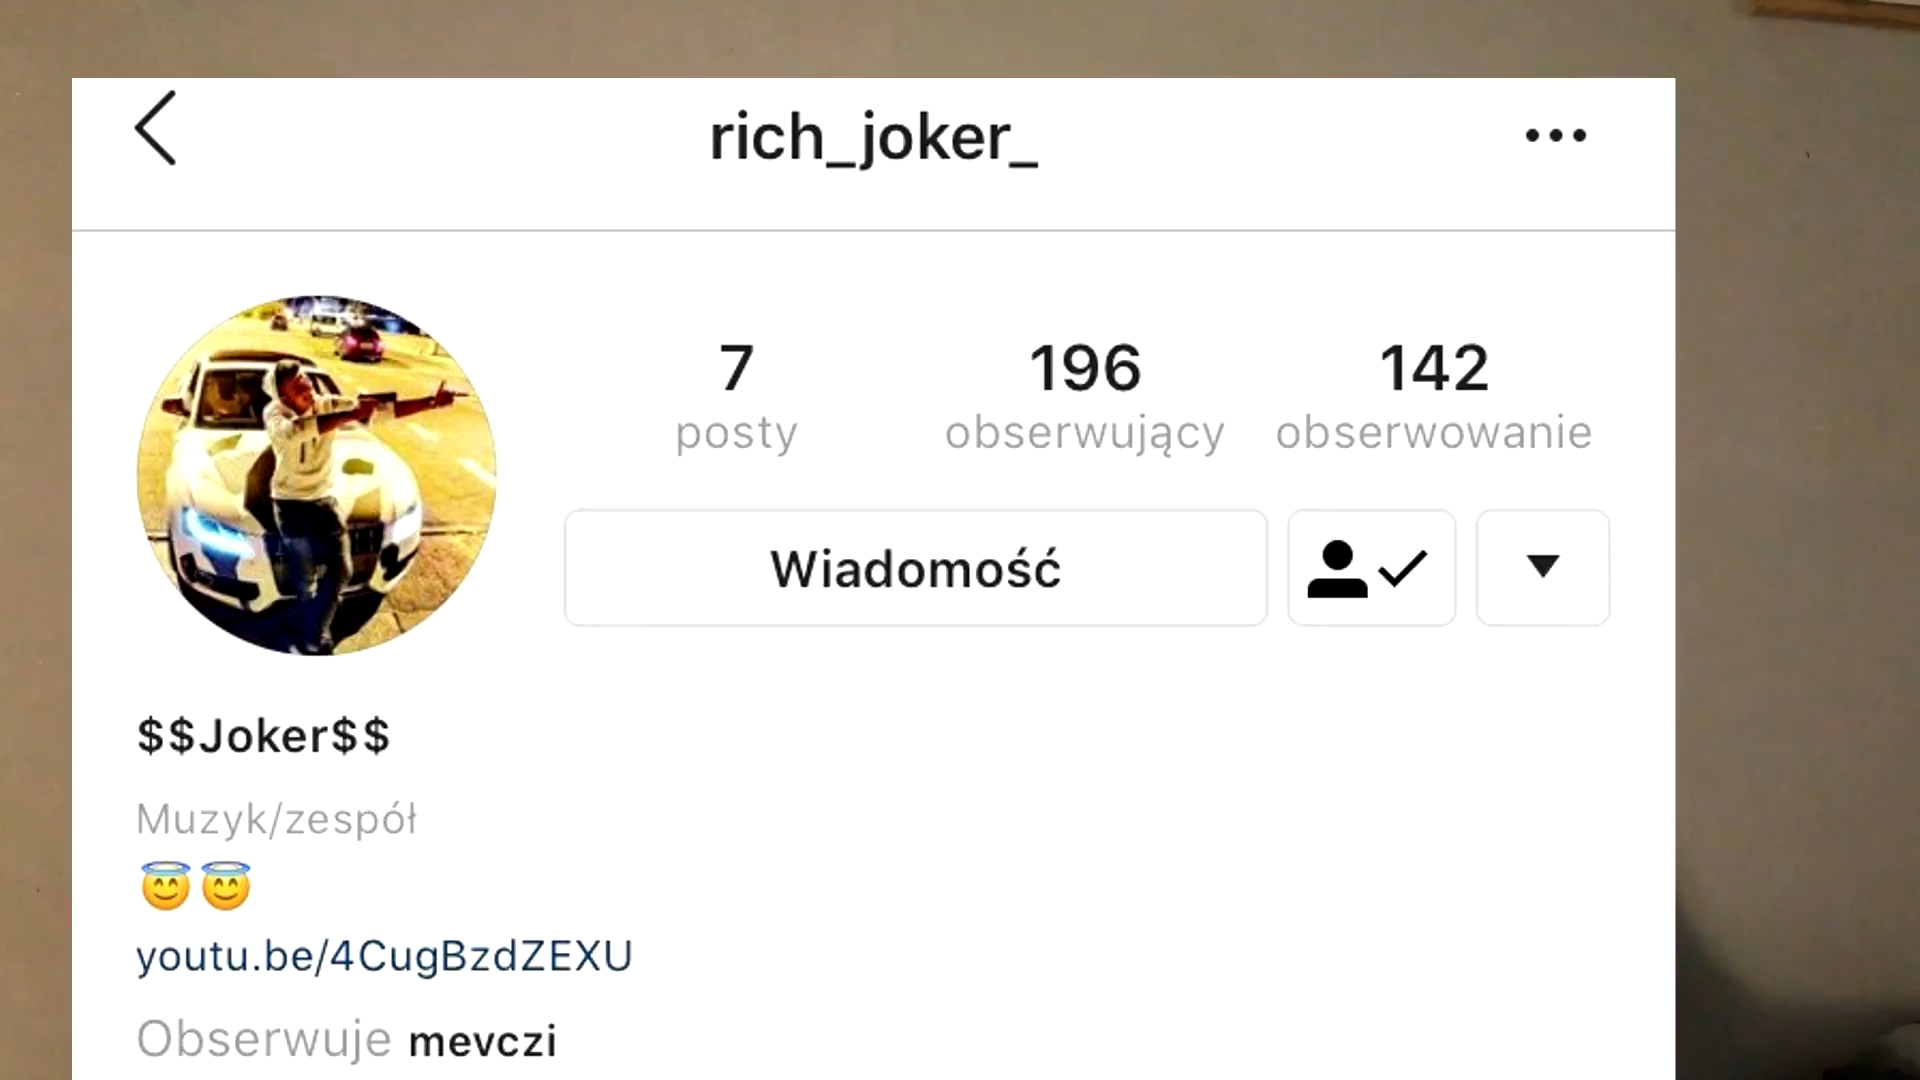 rich_joker_
7 196 142
posty obserwujący obserwowanie
Wiadomość
$$Joker$$
Muzyk/zespół
😇😇
youtu.be/4CugBzdZEXU
Obserwuje mevczi